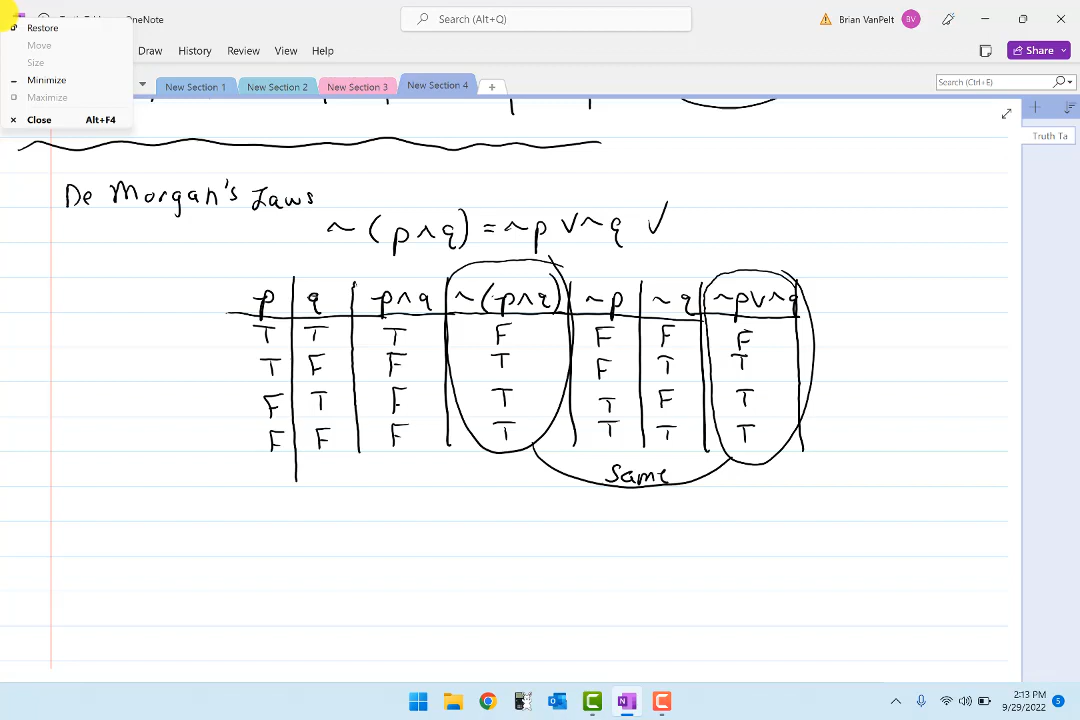 OneNote
Search (Alt+Q)
Brian VanPelt BV
Restore
Move
Size
Minimize
Maximize
Close Alt+F4
Draw History Review View Help
Share
New Section 1 New Section 2 New Section 3 New Section 4 +
Search (Ctrl+E)
Truth Ta
De Morgan's Laws
~(p∧q) = ~p ∨ ~q ✓
p q p∧q ~(p∧q) ~p ~q ~p∨~q
T T T F F F F
T F F T F T T
F T F T T F T
F F F T T T T
Same
2:13 PM
9/29/2022 5